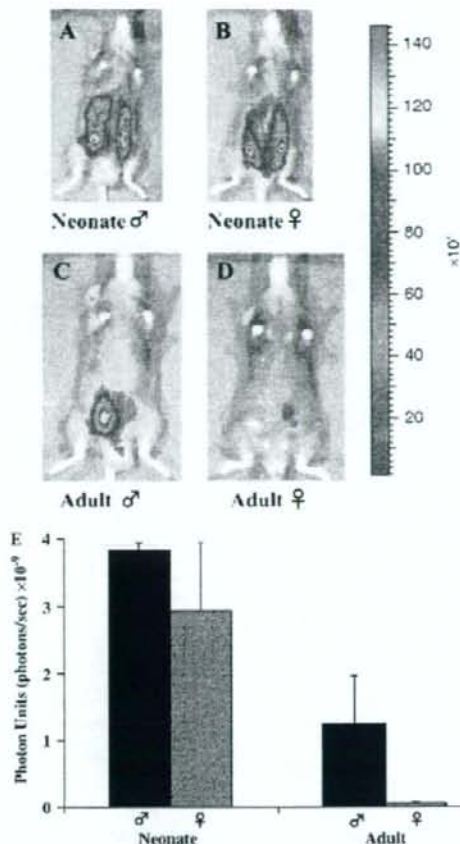 A B
Neonate ♂ Neonate ♀
C D
Adult ♂ Adult ♀
140
120
100
80
60
40
20
×10⁷
E
Photon Units (photons/sec) ×10⁻⁹
4
3
2
1
0
♂ ♀ ♂ ♀
Neonate Adult